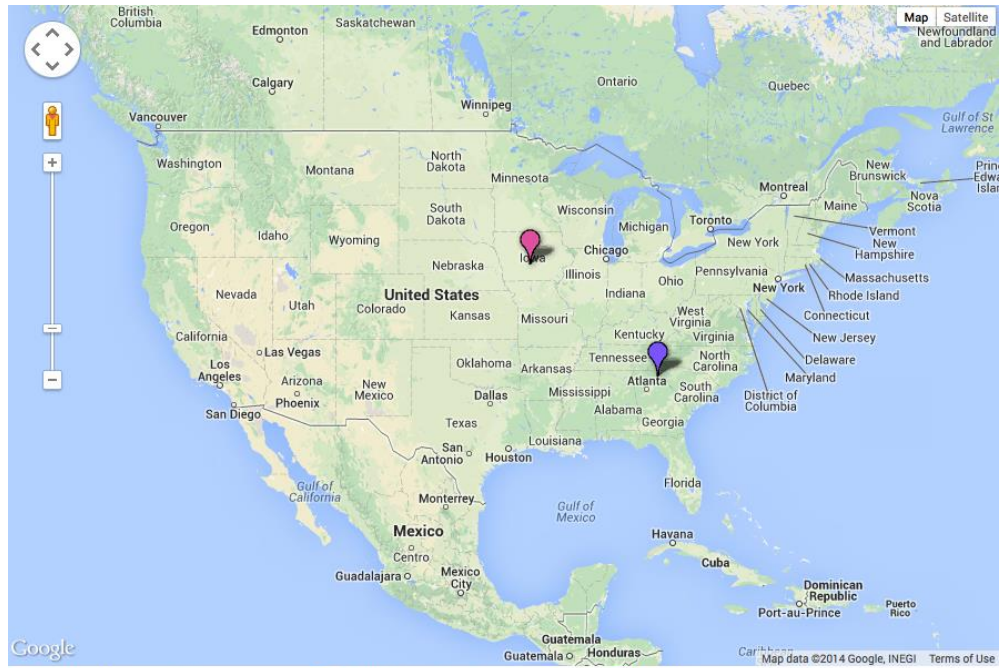 British
Columbia
Edmonton
Saskatchewan
Map
Satellite
Newfoundland
and Labrador
Calgary
Ontario
Quebec
Winnipeg
Vancouver
Gulf of St
Lawrence
Washington
Montana
North
Dakota
Minnesota
New
Brunswick
Prin
Edwa
Islan
Montreal
Maine
Nova
Scotia
Oregon
Idaho
Wyoming
South
Dakota
Wisconsin
Michigan
Toronto
Vermont
New York
New
Hampshire
Iowa
Chicago
Nebraska
Illinois
Ohio
Pennsylvania
Massachusetts
New York
Rhode Island
Nevada
Utah
United States
Colorado
Indiana
Connecticut
Kansas
Missouri
West
Virginia
Kentucky
Virginia
New Jersey
California
Las Vegas
Tennessee
North
Carolina
Delaware
Los
Angeles
Oklahoma
Arkansas
Maryland
Arizona
Phoenix
New
Mexico
Atlanta
South
Carolina
District of
Columbia
San Diego
Dallas
Mississippi
Alabama
Georgia
Texas
Louisiana
San
Antonio
Houston
Gulf of
California
Florida
Monterrey
Gulf of
Mexico
Mexico
Havana
Centro
Cuba
Guadalajara
Mexico
City
Dominican
Republic
Port-au-Prince
Puerto
Rico
Guatemala
Guatemala
Honduras
Caribbean
Google
Map data ©2014 Google, INEGI
Terms of Use